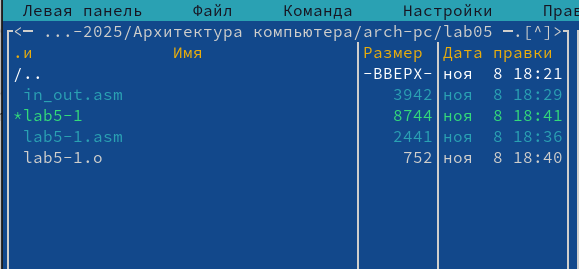 Левая панель Файл Команда Настройки Прав
<─ ...-2025/Архитектура компьютера/arch-pc/lab05 ─.[^]>
.и Имя Размер Дата правки
/.. -ВВЕРХ- ноя 8 18:21
in_out.asm 3942 ноя 8 18:29
*lab5-1 8744 ноя 8 18:41
lab5-1.asm 2441 ноя 8 18:36
lab5-1.o 752 ноя 8 18:40